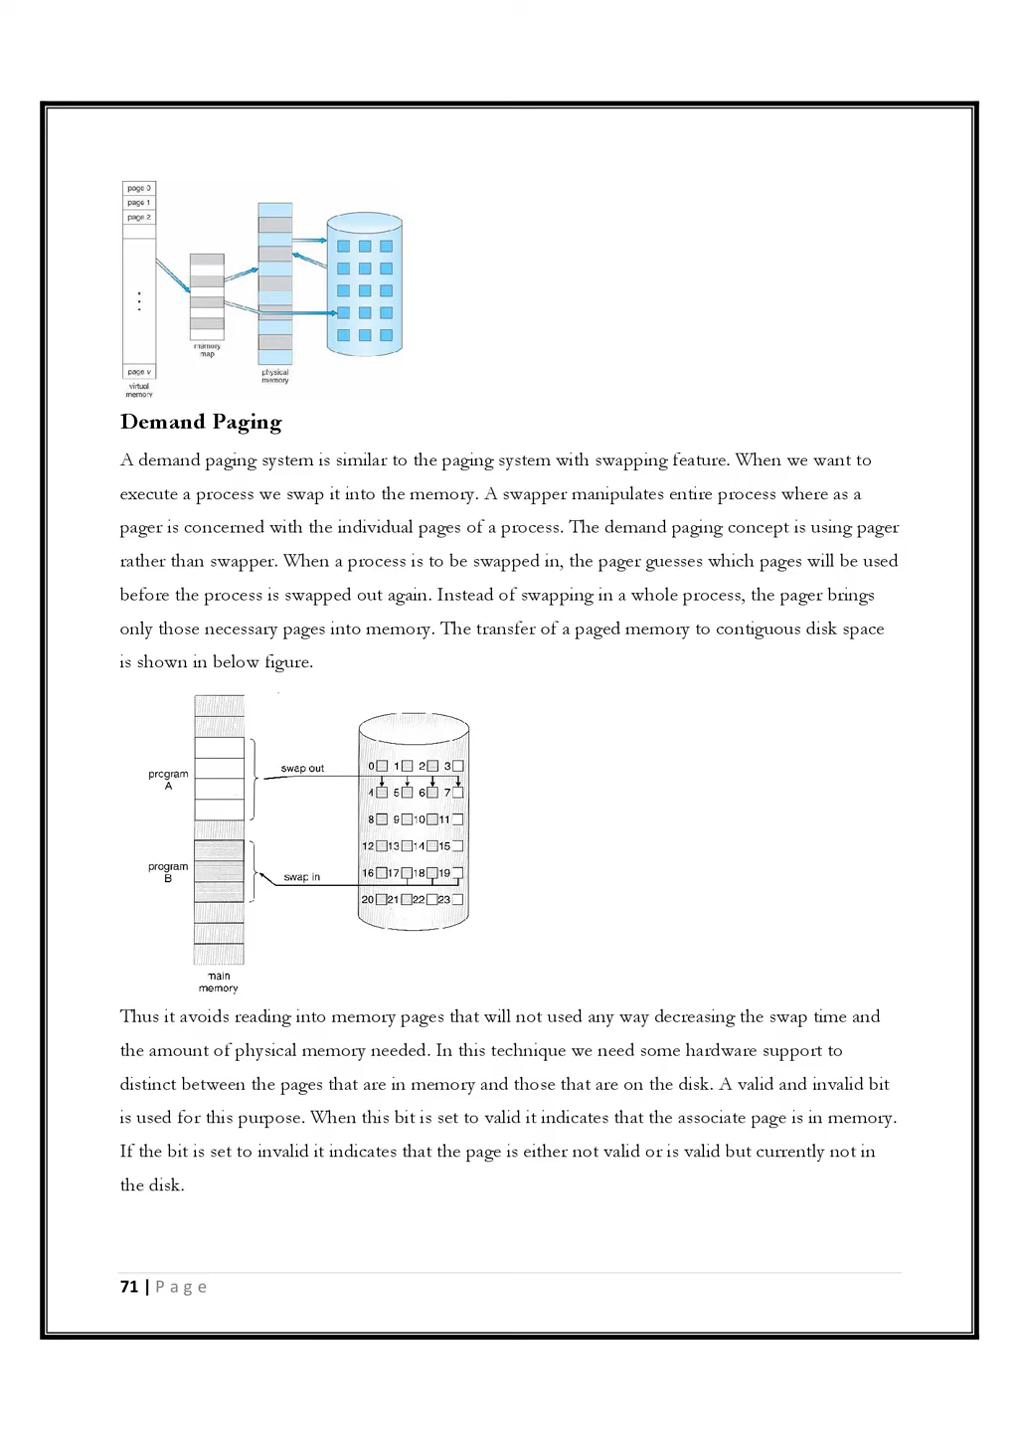 page 0
page 1
page 2
page v
virtual
memory
memory
map
physical
memory
Demand Paging
A demand paging system is similar to the paging system with swapping feature. When we want to
execute a process we swap it into the memory. A swapper manipulates entire process where as a
pager is concerned with the individual pages of a process. The demand paging concept is using pager
rather than swapper. When a process is to be swapped in, the pager guesses which pages will be used
before the process is swapped out again. Instead of swapping in a whole process, the pager brings
only those necessary pages into memory. The transfer of a paged memory to contiguous disk space
is shown in below figure.
program
A
swap out
program
B
swap in
0 1 2 3
4 5 6 7
8 9 10 11
12 13 14 15
16 17 18 19
20 21 22 23
main
memory
Thus it avoids reading into memory pages that will not used any way decreasing the swap time and
the amount of physical memory needed. In this technique we need some hardware support to
distinct between the pages that are in memory and those that are on the disk. A valid and invalid bit
is used for this purpose. When this bit is set to valid it indicates that the associate page is in memory.
If the bit is set to invalid it indicates that the page is either not valid or is valid but currently not in
the disk.
71 | P a g e